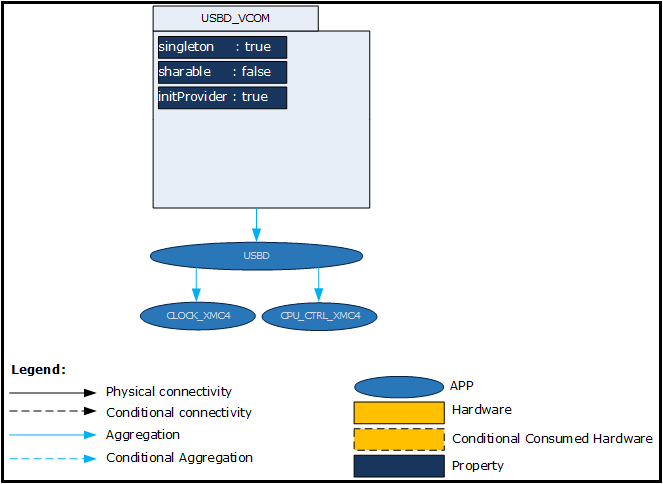 USBD_VCOM
singleton : true
sharable : false
initProvider : true
USBD
CLOCK_XMC4 CPU_CTRL_XMC4
Legend:
Physical connectivity
Conditional connectivity
Aggregation
Conditional Aggregation
APP
Hardware
Conditional Consumed Hardware
Property